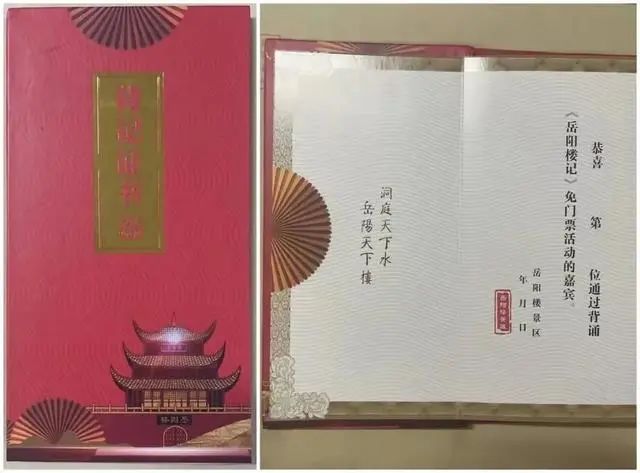 恭喜 第 位通过背诵
《岳阳楼记》免门票活动的嘉宾。
岳阳楼景区
年 月 日
洞庭天下水
岳陽天下樓